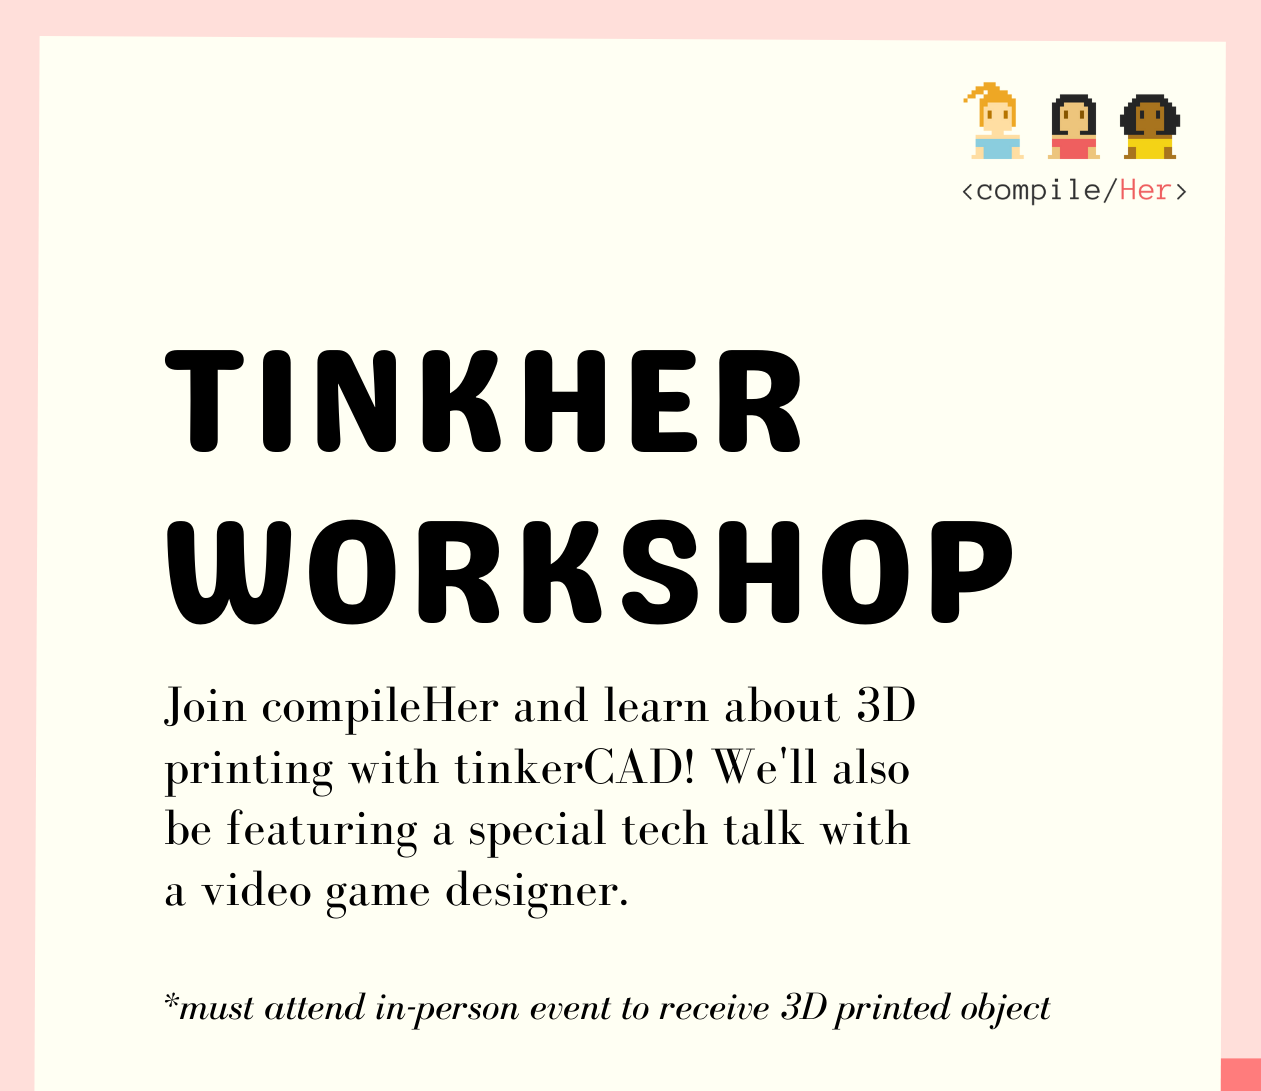 <compile/Her>
TINKHER
WORKSHOP
Join compileHer and learn about 3D
printing with tinkerCAD! We'll also
be featuring a special tech talk with
a video game designer.
*must attend in-person event to receive 3D printed object